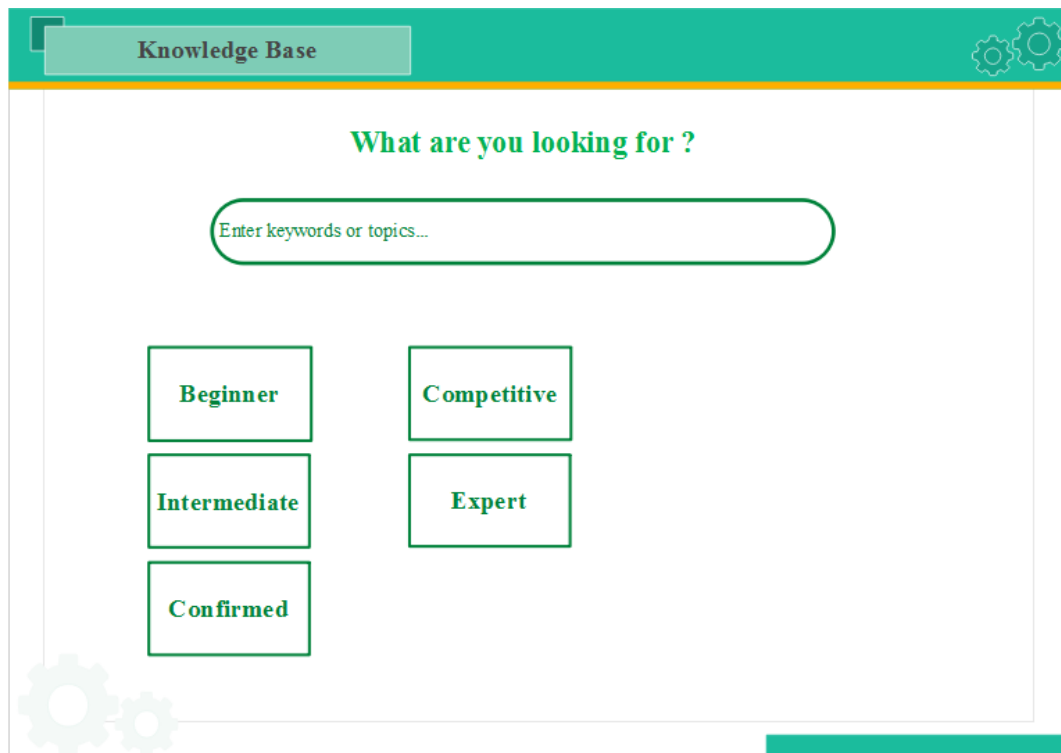 Knowledge Base
What are you looking for ?
Enter keywords or topics...
Beginner
Competitive
Intermediate
Expert
Confirmed